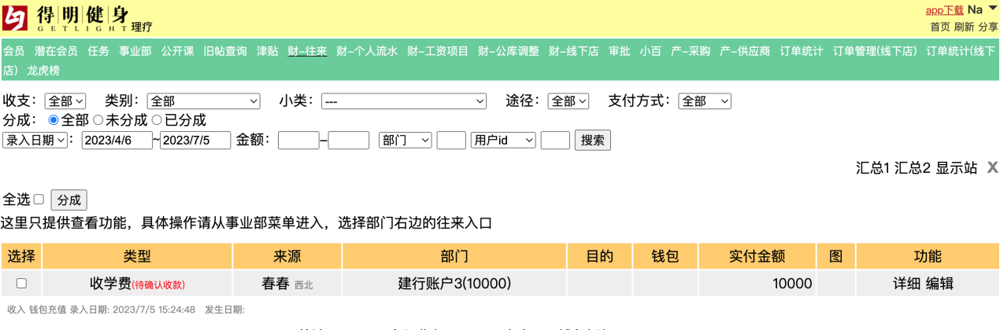 得明健身 app下载 Na
GETLIGHT理疗 首页 刷新 分享
会员 潜在会员 任务 事业部 公开课 旧帖查询 津贴 财–往来 财–个人流水 财–工资项目 财–公库调整 财–线下店 审批 小百 产–采购 产–供应商 订单统计 订单管理(线下店) 订单统计(线下
店) 龙虎榜
收支: 全部 类别: 全部 小类: --- 途径: 全部 支付方式: 全部
分成: 全部 未分成 已分成
录入日期: 2023/4/6~2023/7/5 金额: – 部门 用户id 搜索
汇总1 汇总2 显示站 X
全选 分成
这里只提供查看功能，具体操作请从事业部菜单进入，选择部门右边的往来入口
选择 类型 来源 部门 目的 钱包 实付金额 图 功能
收学费(待确认收款) 春春 西北 建行账户3(10000) 10000 详细 编辑
收入 钱包充值 录入日期: 2023/7/5 15:24:48 发生日期: